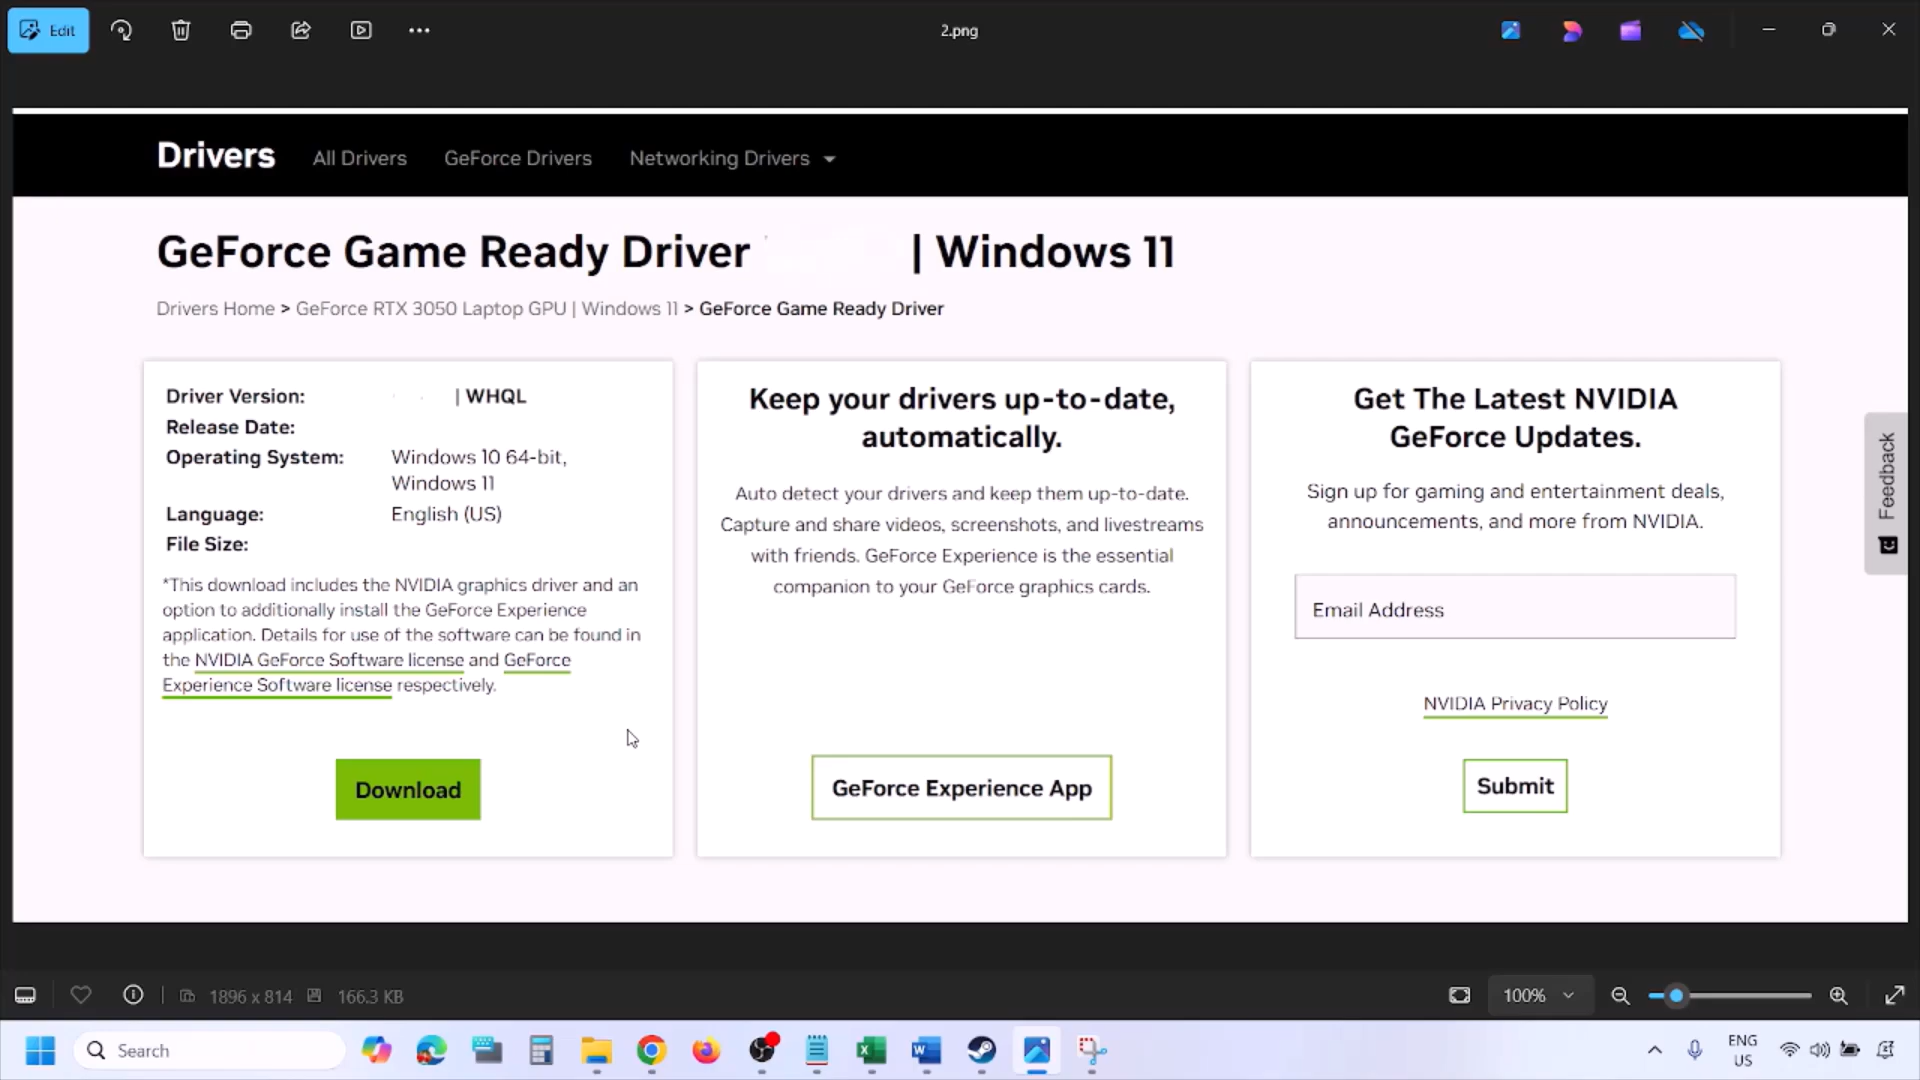 Edit
2.png
Drivers All Drivers GeForce Drivers Networking Drivers
GeForce Game Ready Driver | Windows 11
Drivers Home > GeForce RTX 3050 Laptop GPU | Windows 11 > GeForce Game Ready Driver
Driver Version: | WHQL
Release Date:
Operating System: Windows 10 64-bit,
Windows 11
Language: English (US)
File Size:
*This download includes the NVIDIA graphics driver and an
option to additionally install the GeForce Experience
application. Details for use of the software can be found in
the NVIDIA GeForce Software license and GeForce
Experience Software license respectively.
Download
Keep your drivers up-to-date,
automatically.
Auto detect your drivers and keep them up-to-date.
Capture and share videos, screenshots, and livestreams
with friends. GeForce Experience is the essential
companion to your GeForce graphics cards.
GeForce Experience App
Get The Latest NVIDIA
GeForce Updates.
Sign up for gaming and entertainment deals,
announcements, and more from NVIDIA.
Email Address
NVIDIA Privacy Policy
Submit
Feedback
1896 x 814 166.3 KB
100%
Search
ENG
US